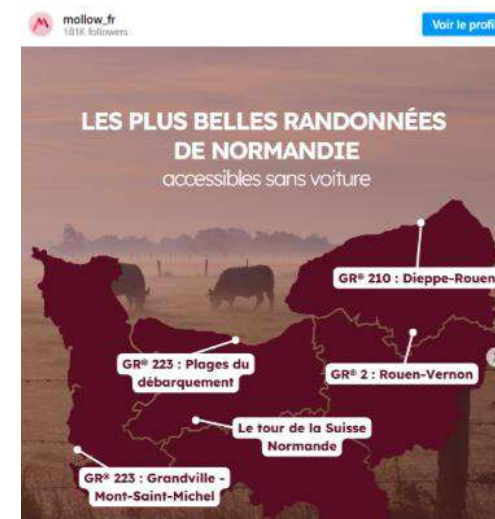 mollow_fr
181K followers
Voir le profil
LES PLUS BELLES RANDONNÉES
DE NORMANDIE
accessibles sans voiture
GR® 210 : Dieppe-Rouen
GR® 223 : Plages du
débarquement
GR® 2 : Rouen-Vernon
Le tour de la Suisse
Normande
GR® 223 : Grandville -
Mont-Saint-Michel